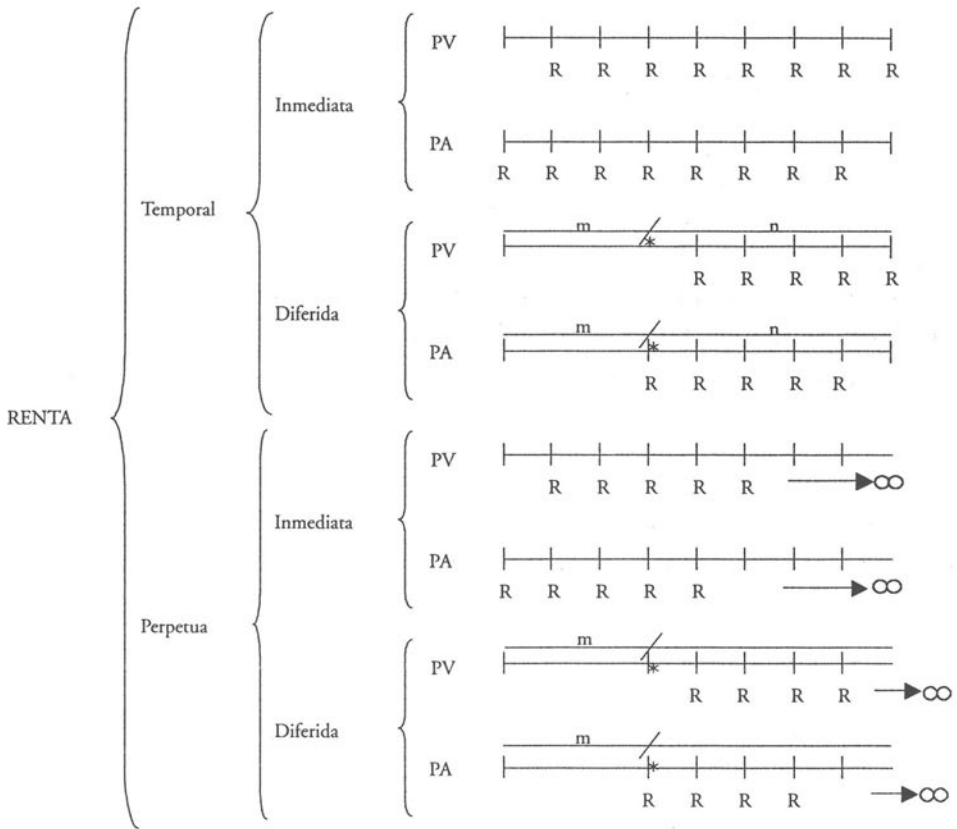 PV
R R R R R R R R
Inmediata
PA
R R R R R R R R
Temporal
m n
PV
*
R R R R R
Diferida
m n
PA
*
R R R R R
RENTA
PV
R R R R R ∞
Inmediata
PA
R R R R R ∞
Perpetua
m
PV
*
R R R R ∞
Diferida
m
PA
*
R R R R ∞